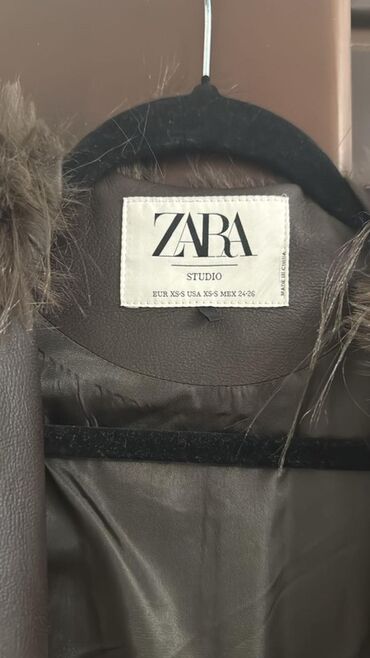 ZARA
STUDIO
EUR XS-S USA XS-S MEX 24-26
MADE IN CHINA